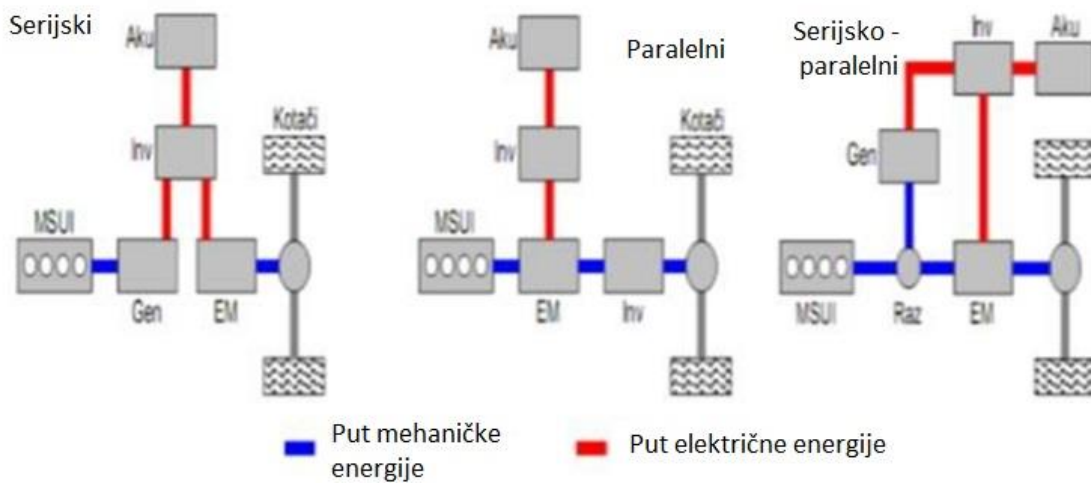 Serijski
Aku
Inv
Kotači
MSUI
Gen
EM
Paralelni
Aku
Inv
Kotači
MSUI
EM
Inv
Serijsko -
paralelni
Inv
Aku
Gen
MSUI
Raz
EM
Put mehaničke
energije
Put električne energije